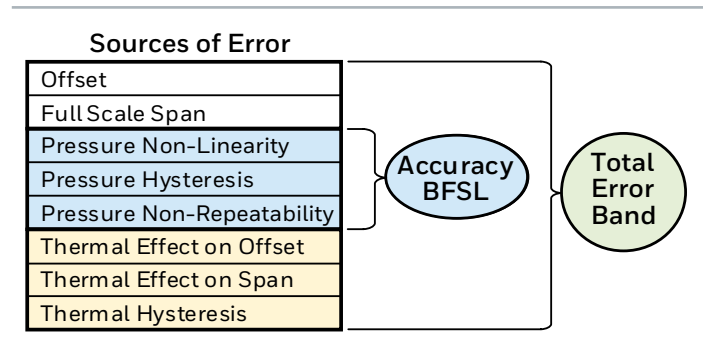 Sources of Error
Offset
Full Scale Span
Pressure Non-Linearity
Pressure Hysteresis
Pressure Non-Repeatability
Thermal Effect on Offset
Thermal Effect on Span
Thermal Hysteresis
Accuracy
BFSL
Total
Error
Band